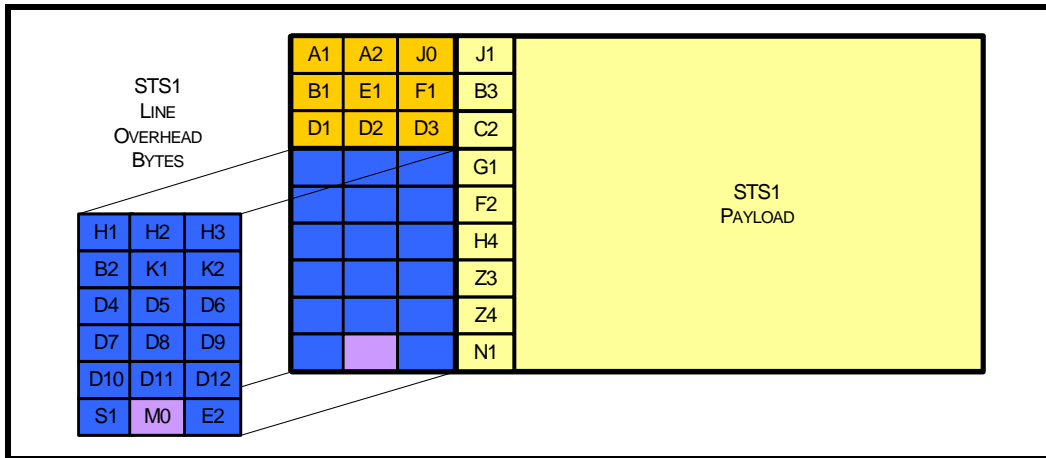 A1 A2 J0 J1
B1 E1 F1 B3
D1 D2 D3 C2
G1
F2
H4
Z3
Z4
N1
STS1
LINE
OVERHEAD
BYTES
STS1
PAYLOAD
H1 H2 H3
B2 K1 K2
D4 D5 D6
D7 D8 D9
D10 D11 D12
S1 M0 E2